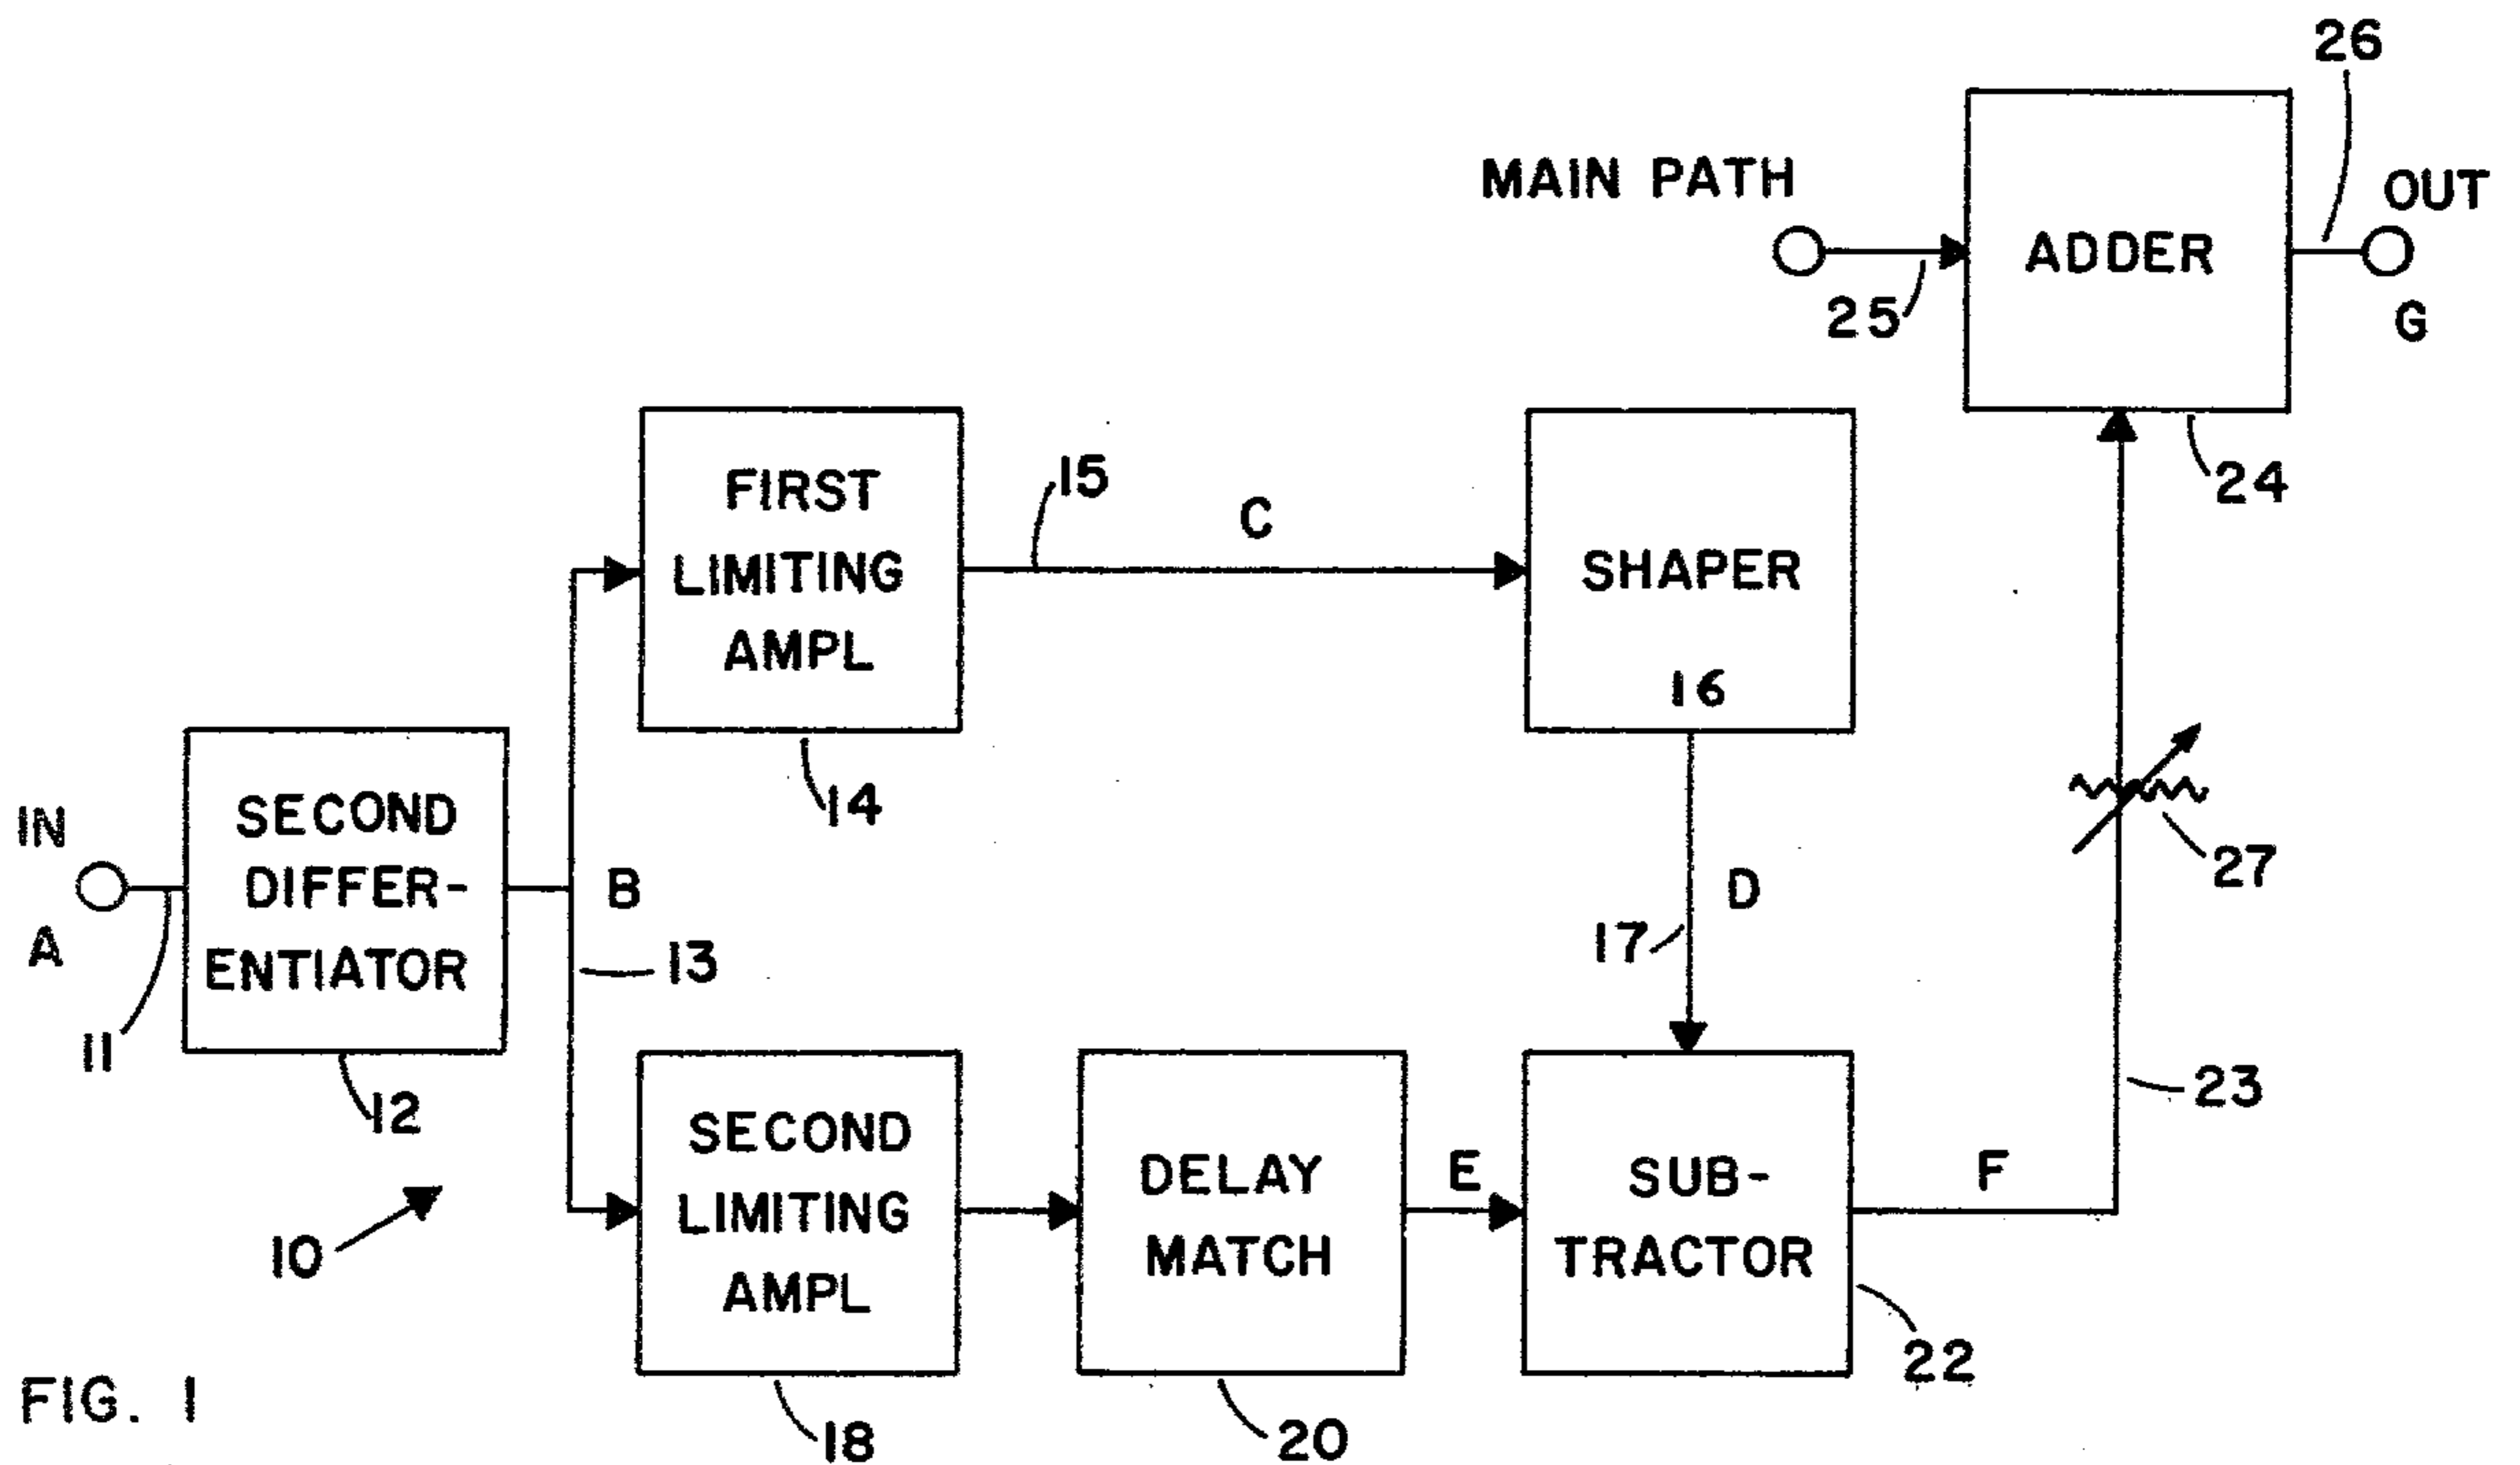 26
MAIN PATH
OUT
ADDER
25
G
FIRST
LIMITING
AMPL
15
C
SHAPER
16
24
14
IN
A
SECOND
DIFFER-
ENTIATOR
B
13
D
17
27
11
12
10
SECOND
LIMITING
AMPL
DELAY
MATCH
E
SUB-
TRACTOR
F
23
22
18
20
FIG. 1